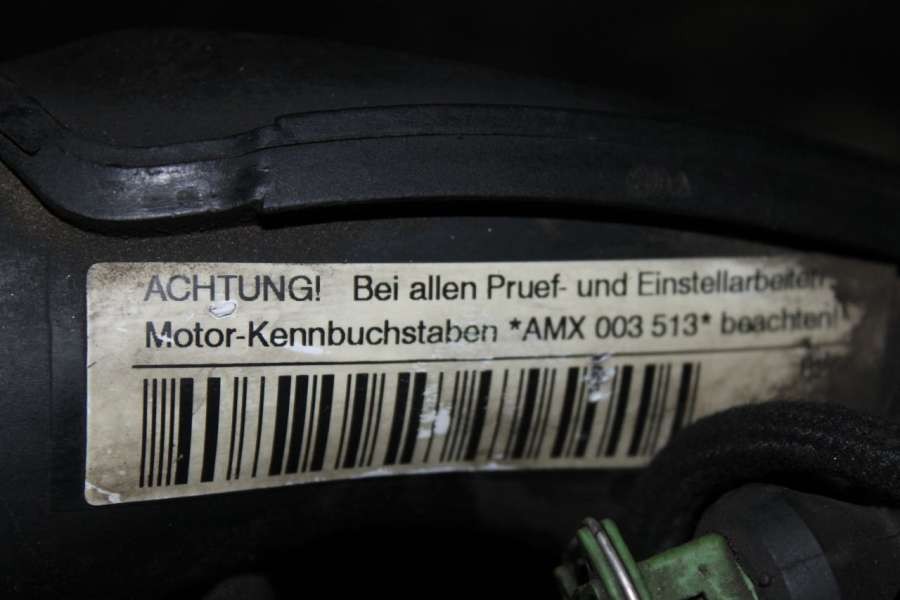 ACHTUNG! Bei allen Pruef- und Einstellarbeiten
Motor-Kennbuchstaben *AMX 003 513* beachten!